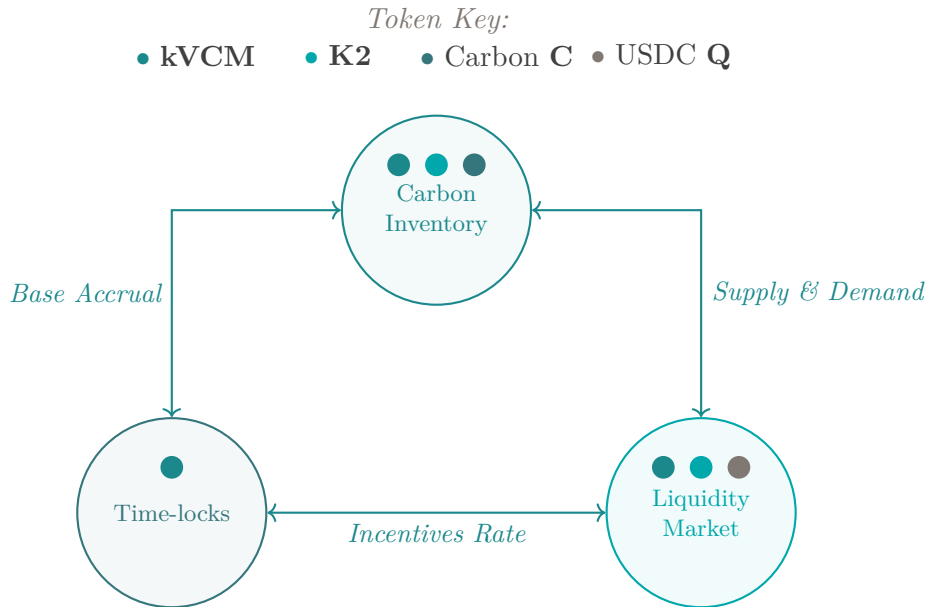 Token Key:
kVCM K2 Carbon C USDC Q
Carbon
Inventory
Base Accrual
Supply & Demand
Time-locks
Liquidity
Market
Incentives Rate